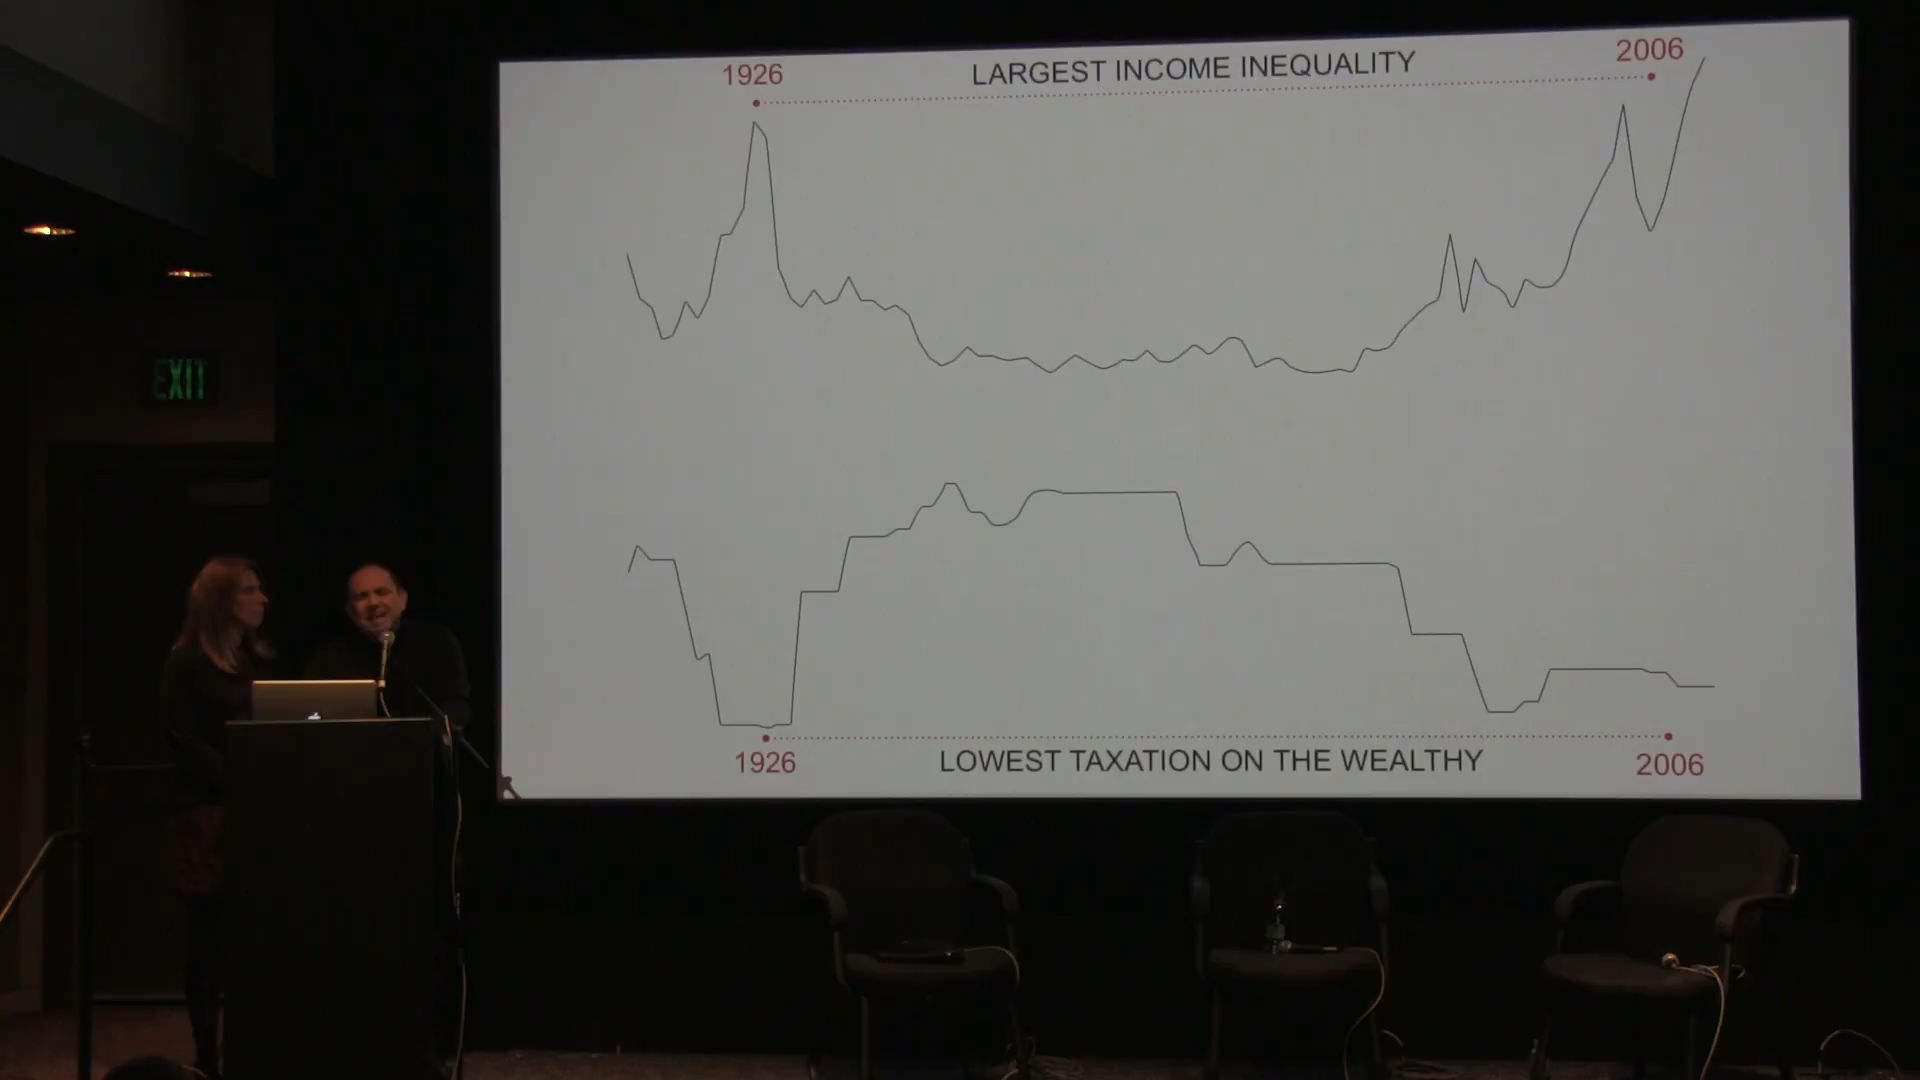 1926
LARGEST INCOME INEQUALITY
2006
EXIT
1926
LOWEST TAXATION ON THE WEALTHY
2006